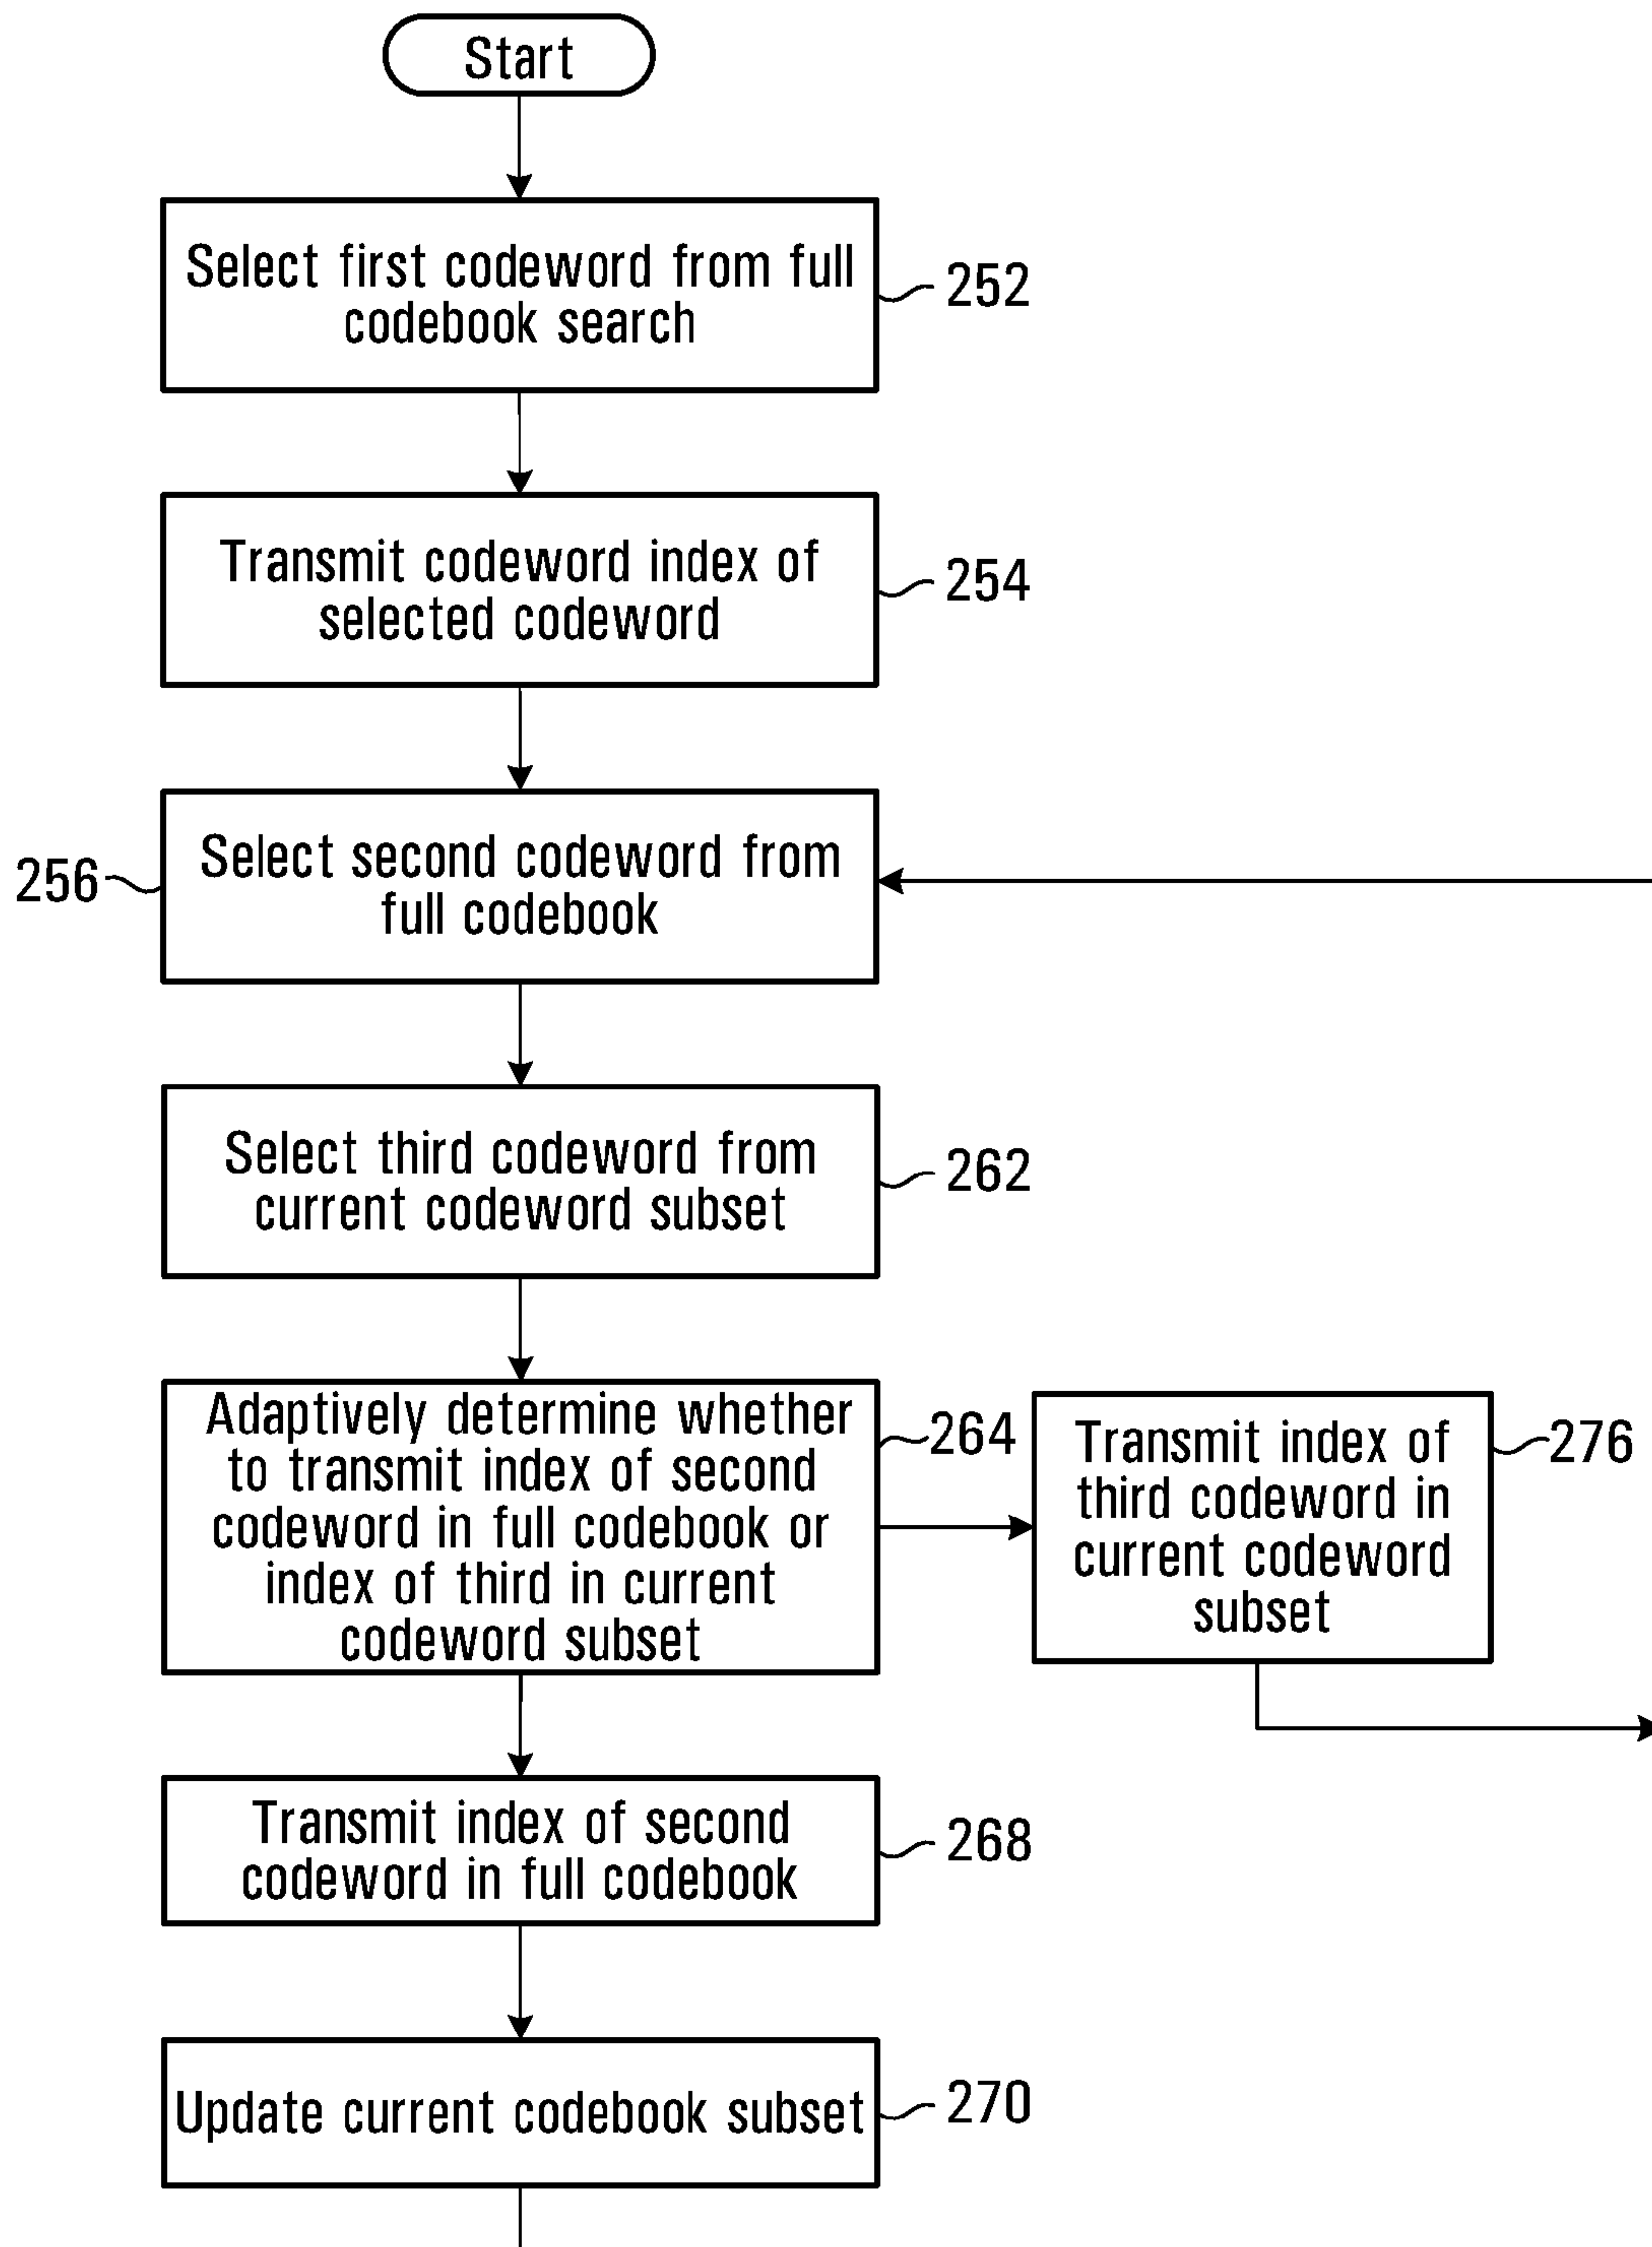 Start
Select first codeword from full
codebook search
252
Transmit codeword index of
selected codeword
254
256
Select second codeword from
full codebook
Select third codeword from
current codeword subset
262
Adaptively determine whether
to transmit index of second
codeword in full codebook or
index of third in current
codeword subset
264
Transmit index of
third codeword in
current codeword
subset
276
Transmit index of second
codeword in full codebook
268
Update current codebook subset
270